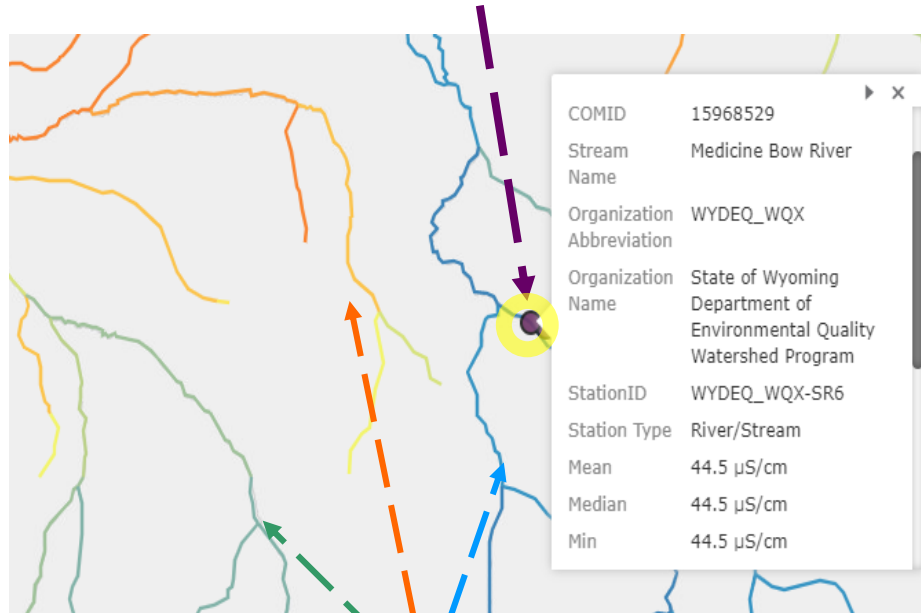 COMID 15968529
Stream Medicine Bow River
Name
Organization WYDEQ_WQX
Abbreviation
Organization State of Wyoming
Name Department of
Environmental Quality
Watershed Program
StationID WYDEQ_WQX-SR6
Station Type River/Stream
Mean 44.5 µS/cm
Median 44.5 µS/cm
Min 44.5 µS/cm